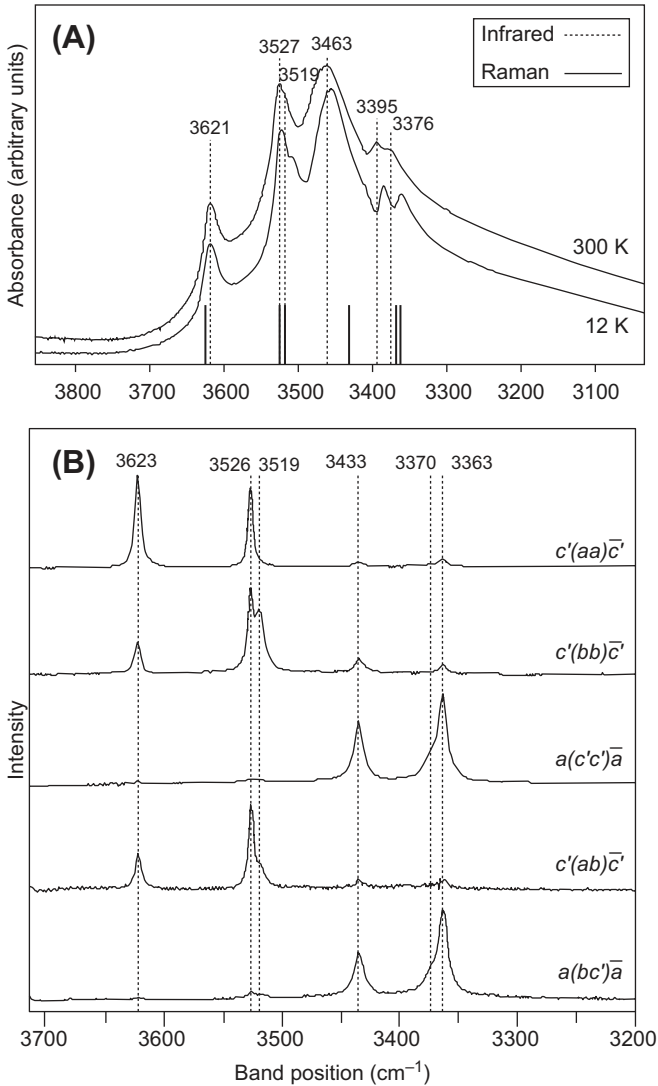 (A)
Infrared
Raman
3527 3463
3519
3395
3376
3621
300 K
12 K
Absorbance (arbitrary units)
3800 3700 3600 3500 3400 3300 3200 3100
(B)
3623 3526 3519 3433 3370 3363
c'(aa)c̅'
c'(bb)c̅'
a(c'c')a̅
c'(ab)c̅'
a(bc')a̅
Intensity
3700 3600 3500 3400 3300 3200
Band position (cm⁻¹)